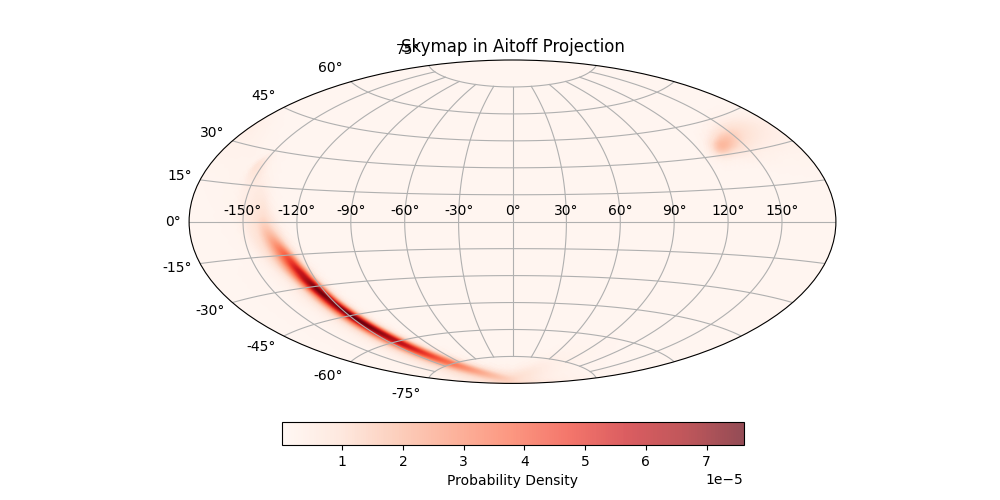 Skymap in Aitoff Projection
75°
60°
45°
30°
15°
-150° -120° -90° -60° -30° 0° 30° 60° 90° 120° 150°
0°
-15°
-30°
-45°
-60°
-75°
1 2 3 4 5 6 7
1e−5
Probability Density